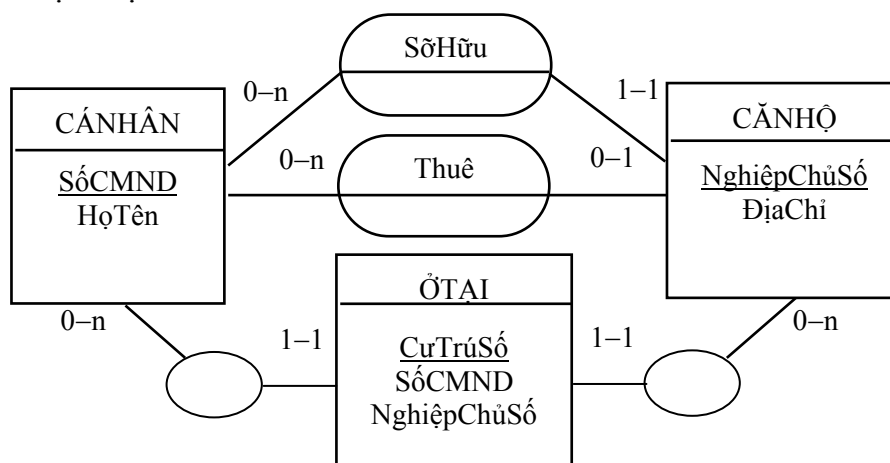 SỡHữu
0–n
1–1
CÁNHÂN
CĂNHỘ
0–n
Thuê
0–1
SốCMND
HọTên
NghiệpChủSố
ĐịaChỉ
ỞTẠI
0–n
1–1
1–1
0–n
CưTrúSố
SốCMND
NghiệpChủSố